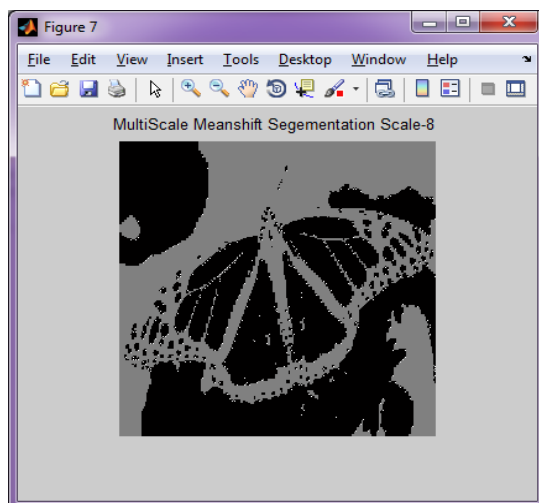 Figure 7
File Edit View Insert Tools Desktop Window Help
MultiScale Meanshift Segementation Scale-8